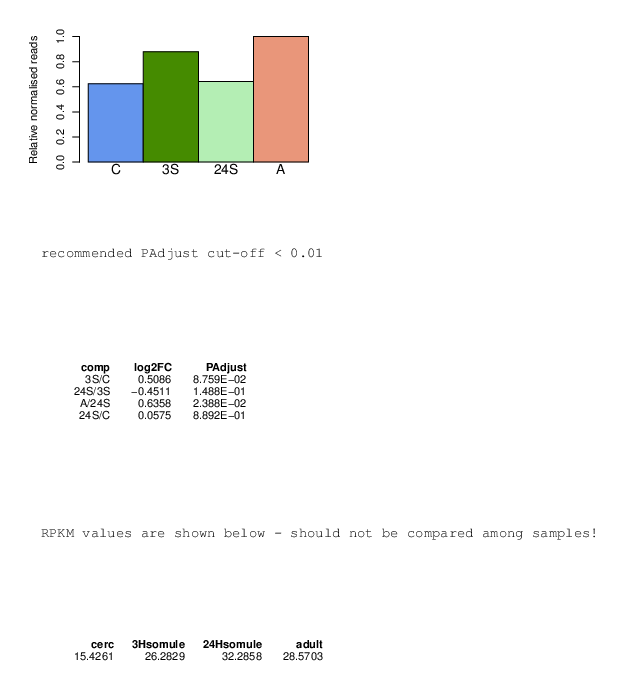 1.0
0.8
0.6
0.4
0.2
0.0
Relative normalised reads
C 3S 24S A
recommended PAdjust cut-off < 0.01
comp log2FC PAdjust
3S/C 0.5086 8.759E−02
24S/3S −0.4511 1.488E−01
A/24S 0.6358 2.388E−02
24S/C 0.0575 8.892E−01
RPKM values are shown below - should not be compared among samples!
cerc 3Hsomule 24Hsomule adult
15.4261 26.2829 32.2858 28.5703